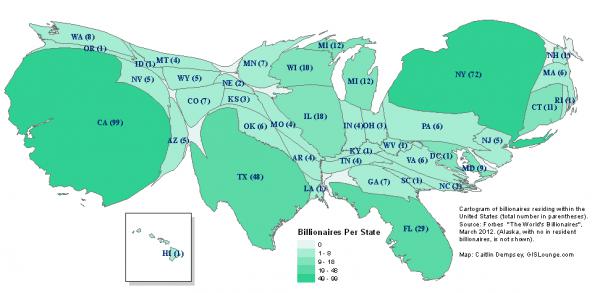 WA (8)
OR (1)
ID (1)
MT (4)
NV (5)
WY (5)
CO (7)
CA (99)
AZ (5)
NE (2)
KS (3)
OK (6)
TX (48)
MN (7)
WI (10)
MI (12)
MI (12)
IL (18)
MO (4)
AR (4)
LA (1)
IN (4)
OH (3)
KY (1)
TN (4)
WV (1)
VA (6)
DC (1)
MD (9)
NC (3)
SC (1)
GA (7)
FL (29)
PA (6)
NJ (5)
NY (72)
NH (1)
MA (6)
RI (1)
CT (11)
HI (1)
Billionaires Per State
0
1 - 8
9 - 18
19 - 48
49 - 99
Cartogram of billionaires residing within the
United States (total number in parentheses).
Source: Forbes "The World's Billionaires",
March 2012. (Alaska, with no in resident
billionaires, is not shown).
Map: Caitlin Dempsey, GISLounge.com